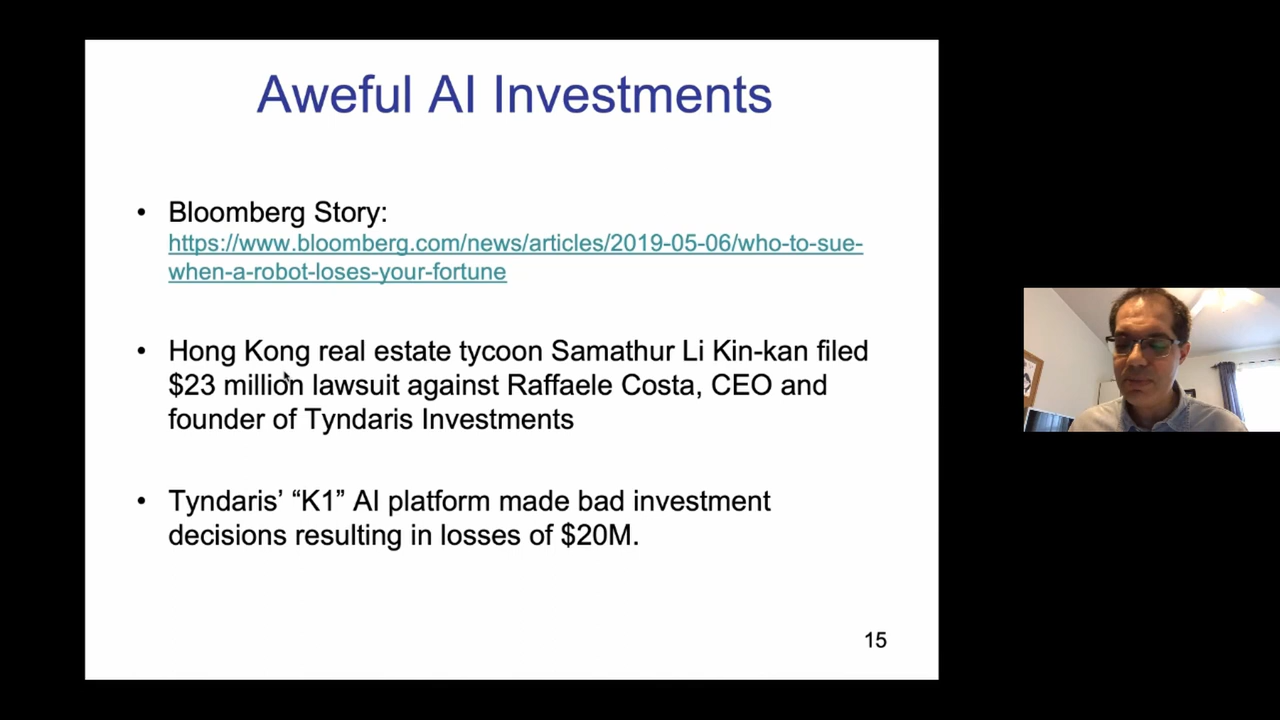 Aweful AI Investments
• Bloomberg Story:
https://www.bloomberg.com/news/articles/2019-05-06/who-to-sue-
when-a-robot-loses-your-fortune
• Hong Kong real estate tycoon Samathur Li Kin-kan filed
$23 million lawsuit against Raffaele Costa, CEO and
founder of Tyndaris Investments
• Tyndaris’ “K1” AI platform made bad investment
decisions resulting in losses of $20M.
15